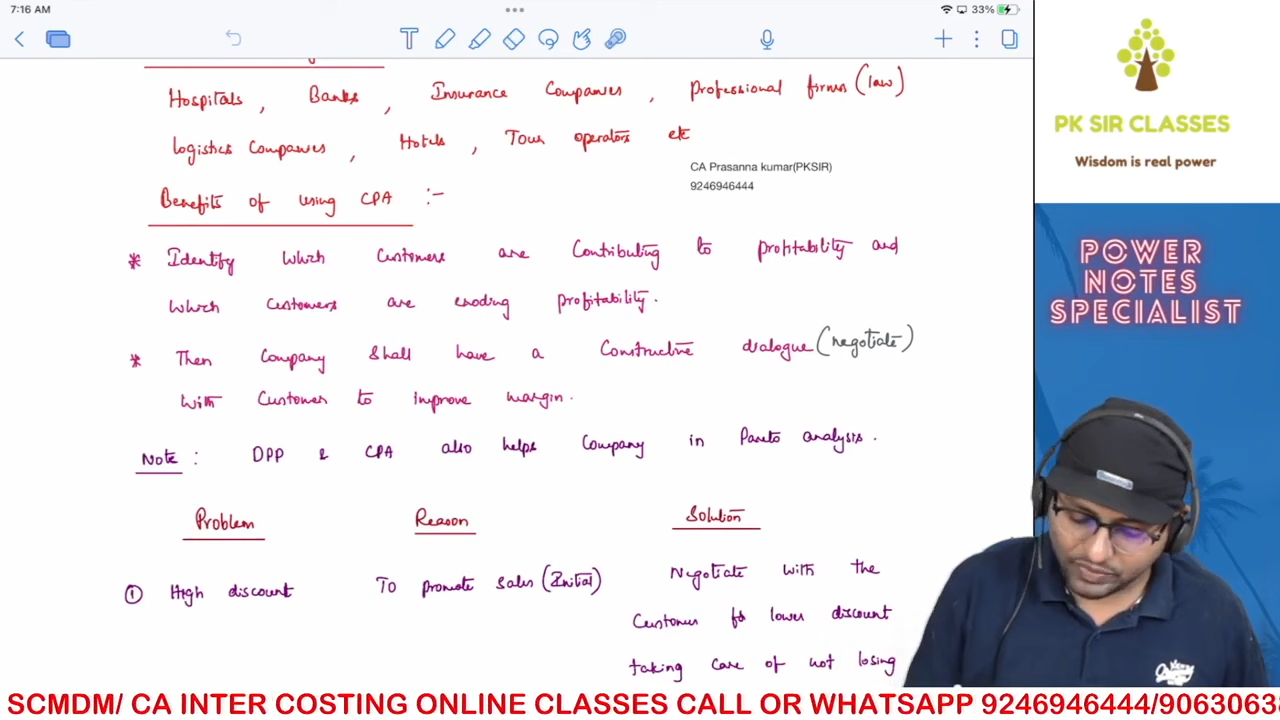 7:16 AM
33%
Hospitals, Banks, Insurance Companies, Professional firms (law)
logistics Companies, Hotels, Tour operators etc
CA Prasanna kumar(PKSIR)
9246946444
Benefits of using CPA :-
* Identify which customers are Contributing to profitability and
which customers are eroding profitability.
* Then Company Shall have a Constructive dialogue (negotiate)
with Customer to improve margin.
Note : DPP & CPA also helps Company in Pareto analysis.
Problem Reason Solution
① High discount To promote Sales (Initial) Negotiate with the
Customer for lower discount
taking care of not losing
PK SIR CLASSES
Wisdom is real power
POWER
NOTES
SPECIALIST
SCMDM/ CA INTER COSTING ONLINE CLASSES CALL OR WHATSAPP 9246946444/9063063